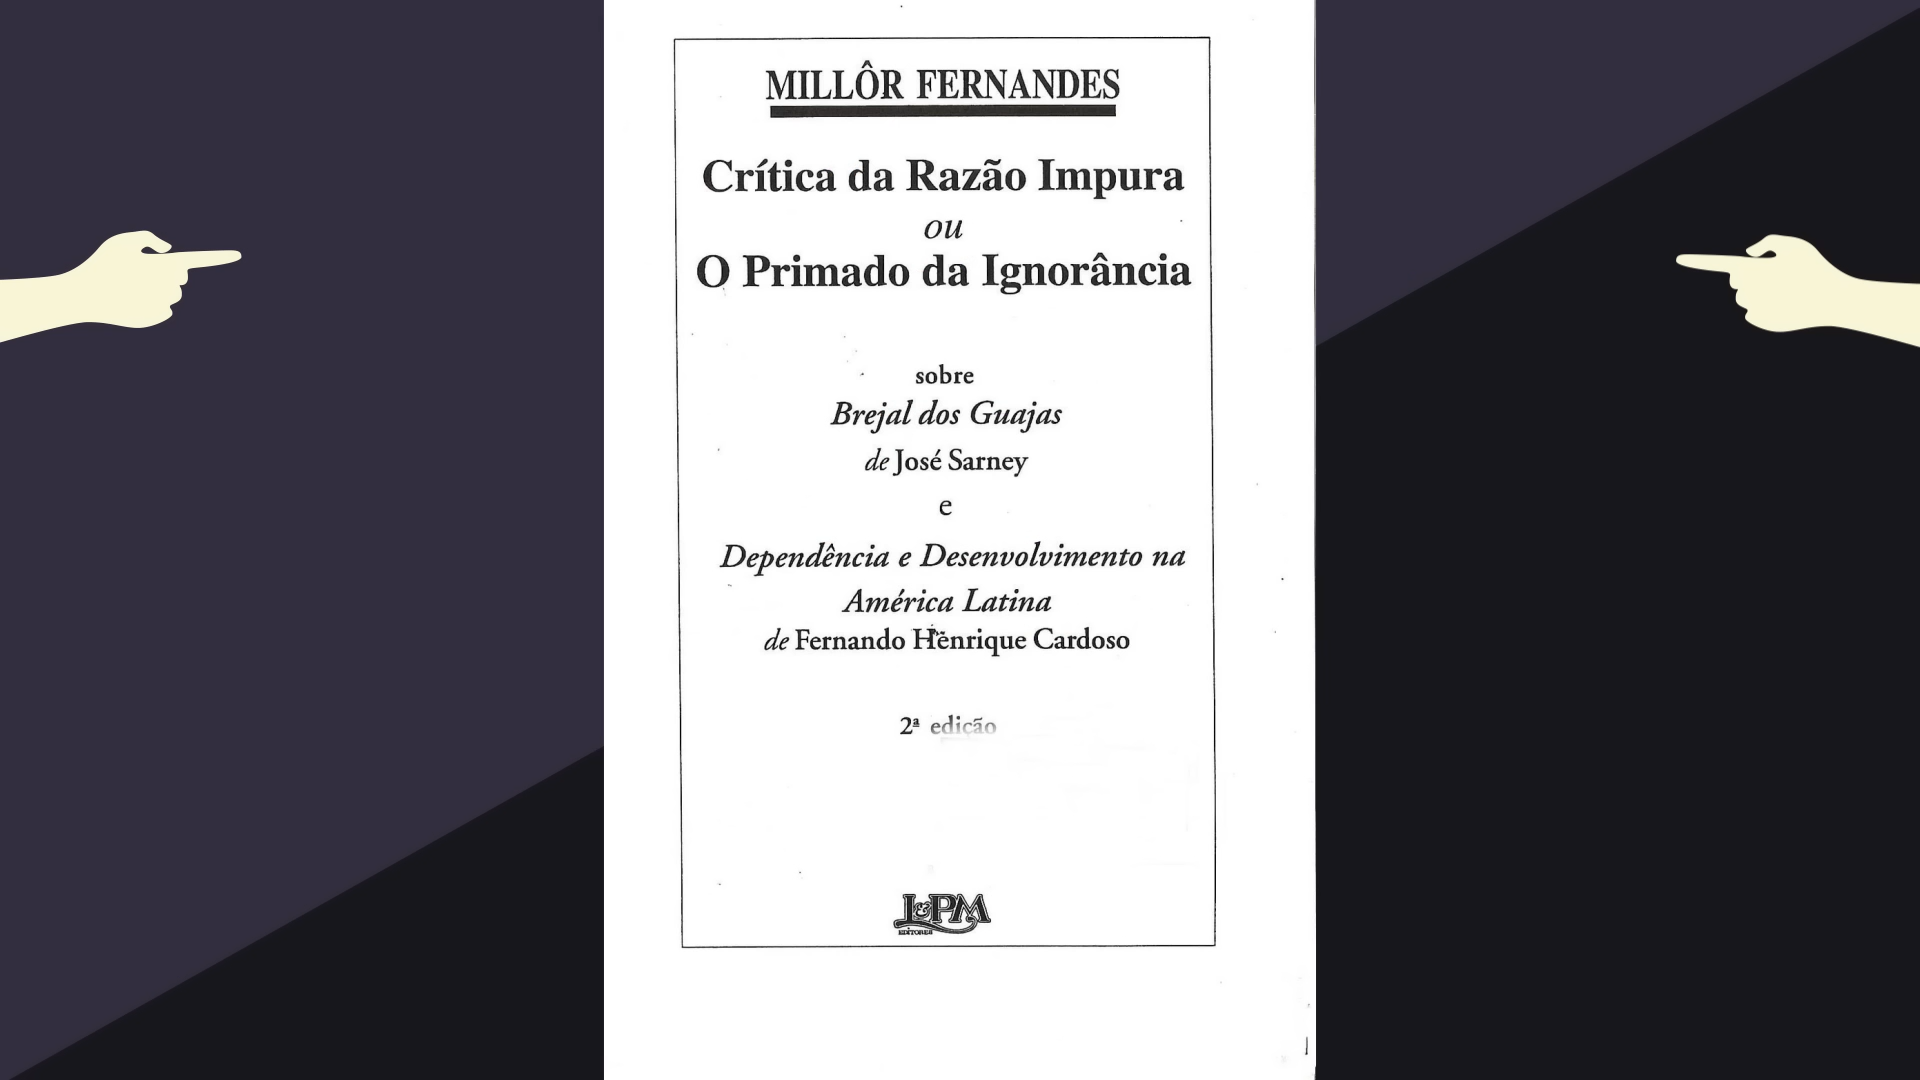 MILLÔR FERNANDES
Crítica da Razão Impura
ou
O Primado da Ignorância
sobre
Brejal dos Guajas
de José Sarney
e
Dependência e Desenvolvimento na
América Latina
de Fernando Henrique Cardoso
2ª edição
L&PM
EDITORES